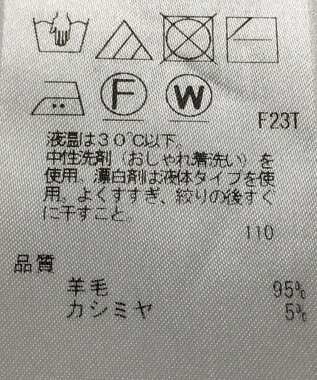 F W
F23T
液温は30℃以下。
中性洗剤(おしゃれ着洗い)を
使用、漂白剤は液体タイプを使
用。よくすすぎ、絞りの後すぐ
に干すこと。
110
品質
羊毛 95%
カシミヤ 5%